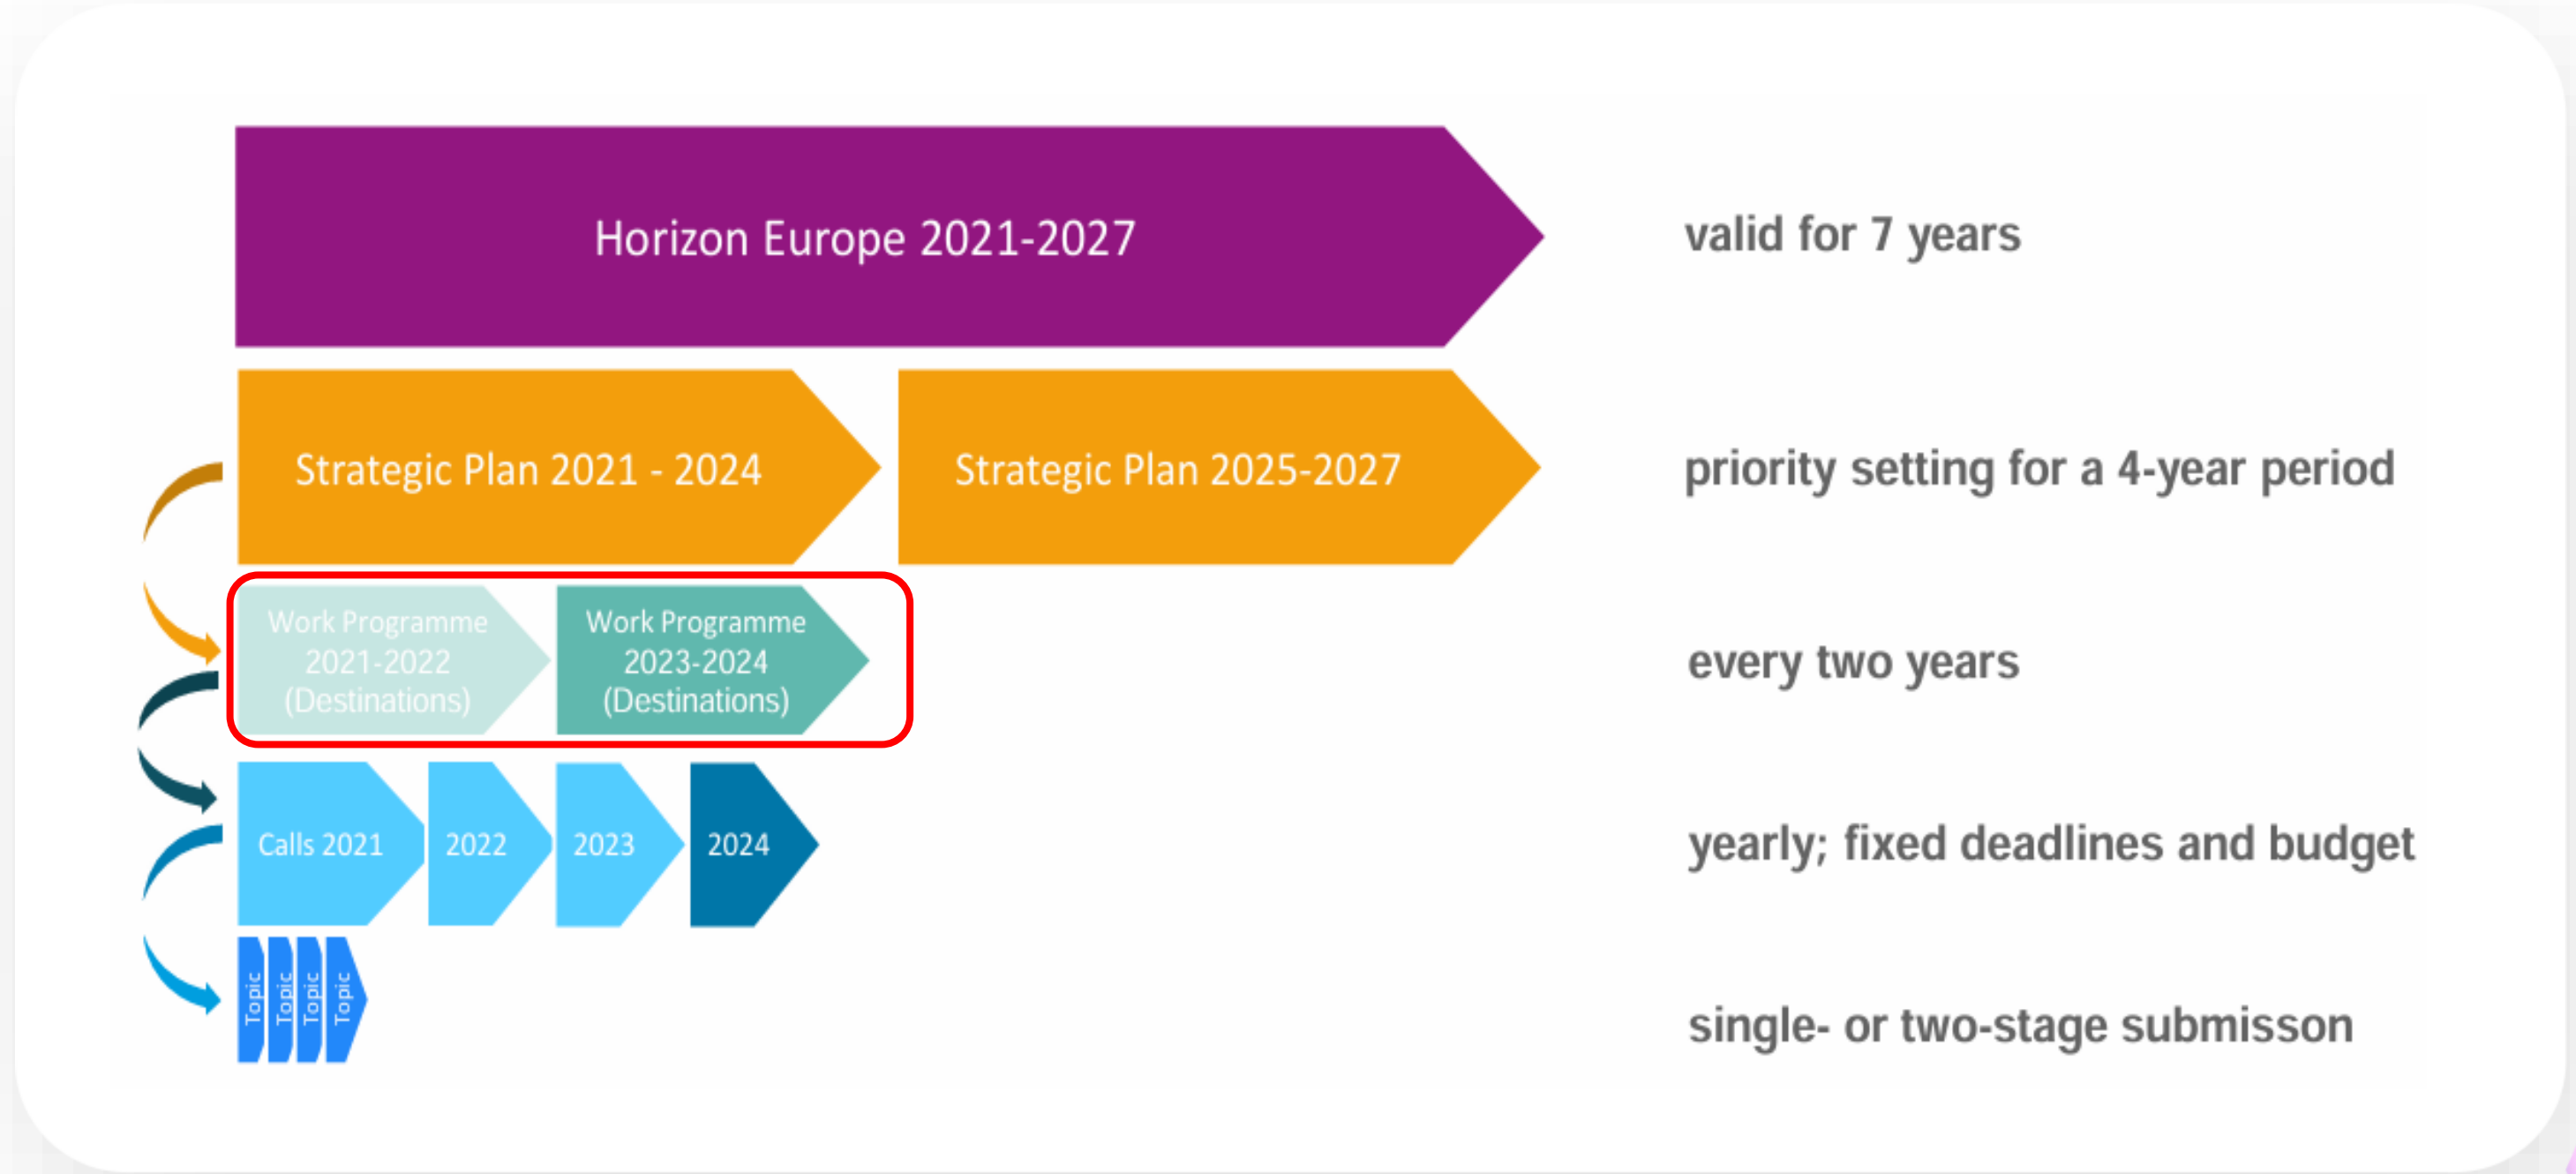 Horizon Europe 2021-2027
valid for 7 years
Strategic Plan 2021 - 2024
Strategic Plan 2025-2027
priority setting for a 4-year period
Work Programme
2021-2022
(Destinations)
Work Programme
2023-2024
(Destinations)
every two years
Calls 2021
2022
2023
2024
yearly; fixed deadlines and budget
Topic
Topic
Topic
Topic
single- or two-stage submisson